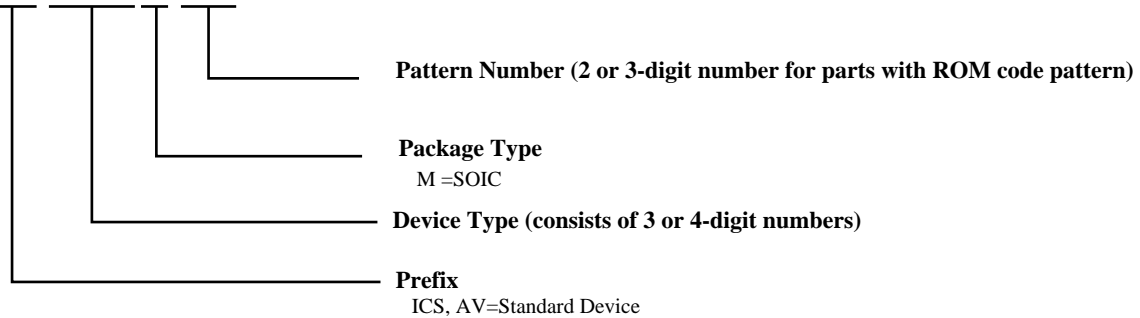 Pattern Number (2 or 3-digit number for parts with ROM code pattern)
Package Type
M =SOIC
Device Type (consists of 3 or 4-digit numbers)
Prefix
ICS, AV=Standard Device